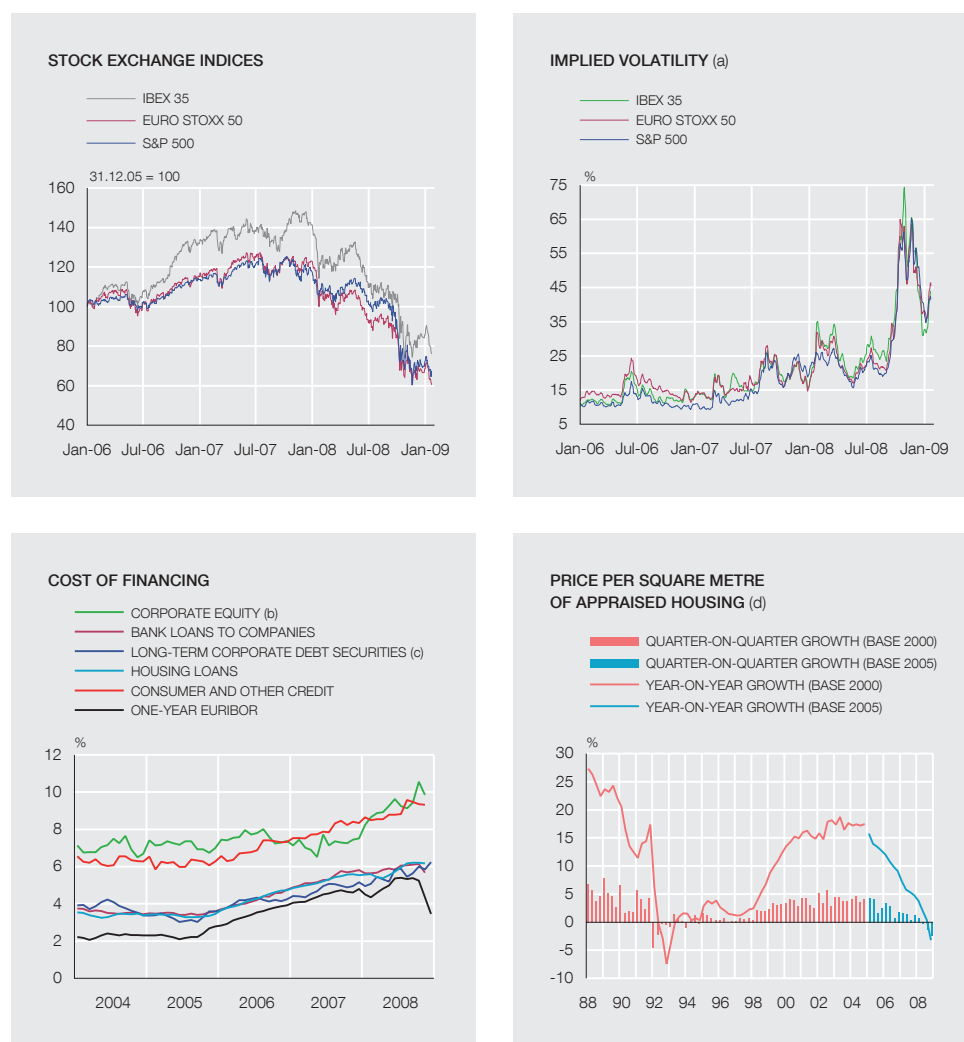 STOCK EXCHANGE INDICES
IBEX 35
EURO STOXX 50
S&P 500
31.12.05 = 100
160
140
120
100
80
60
40
Jan-06 Jul-06 Jan-07 Jul-07 Jan-08 Jul-08 Jan-09
IMPLIED VOLATILITY (a)
IBEX 35
EURO STOXX 50
S&P 500
%
75
65
55
45
35
25
15
5
Jan-06 Jul-06 Jan-07 Jul-07 Jan-08 Jul-08 Jan-09
COST OF FINANCING
CORPORATE EQUITY (b)
BANK LOANS TO COMPANIES
LONG-TERM CORPORATE DEBT SECURITIES (c)
HOUSING LOANS
CONSUMER AND OTHER CREDIT
ONE-YEAR EURIBOR
%
12
10
8
6
4
2
0
2004 2005 2006 2007 2008
PRICE PER SQUARE METRE
OF APPRAISED HOUSING (d)
QUARTER-ON-QUARTER GROWTH (BASE 2000)
QUARTER-ON-QUARTER GROWTH (BASE 2005)
YEAR-ON-YEAR GROWTH (BASE 2000)
YEAR-ON-YEAR GROWTH (BASE 2005)
%
30
25
20
15
10
5
0
-5
-10
88 90 92 94 96 98 00 02 04 06 08